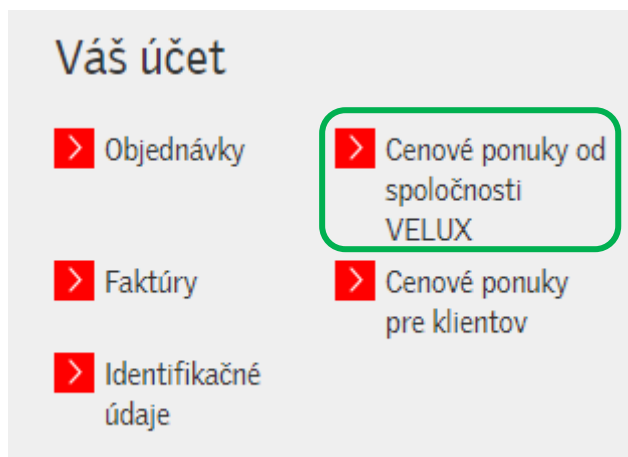 Váš účet
Objednávky
Cenové ponuky od
spoločnosti
VELUX
Faktúry
Cenové ponuky
pre klientov
Identifikačné
údaje